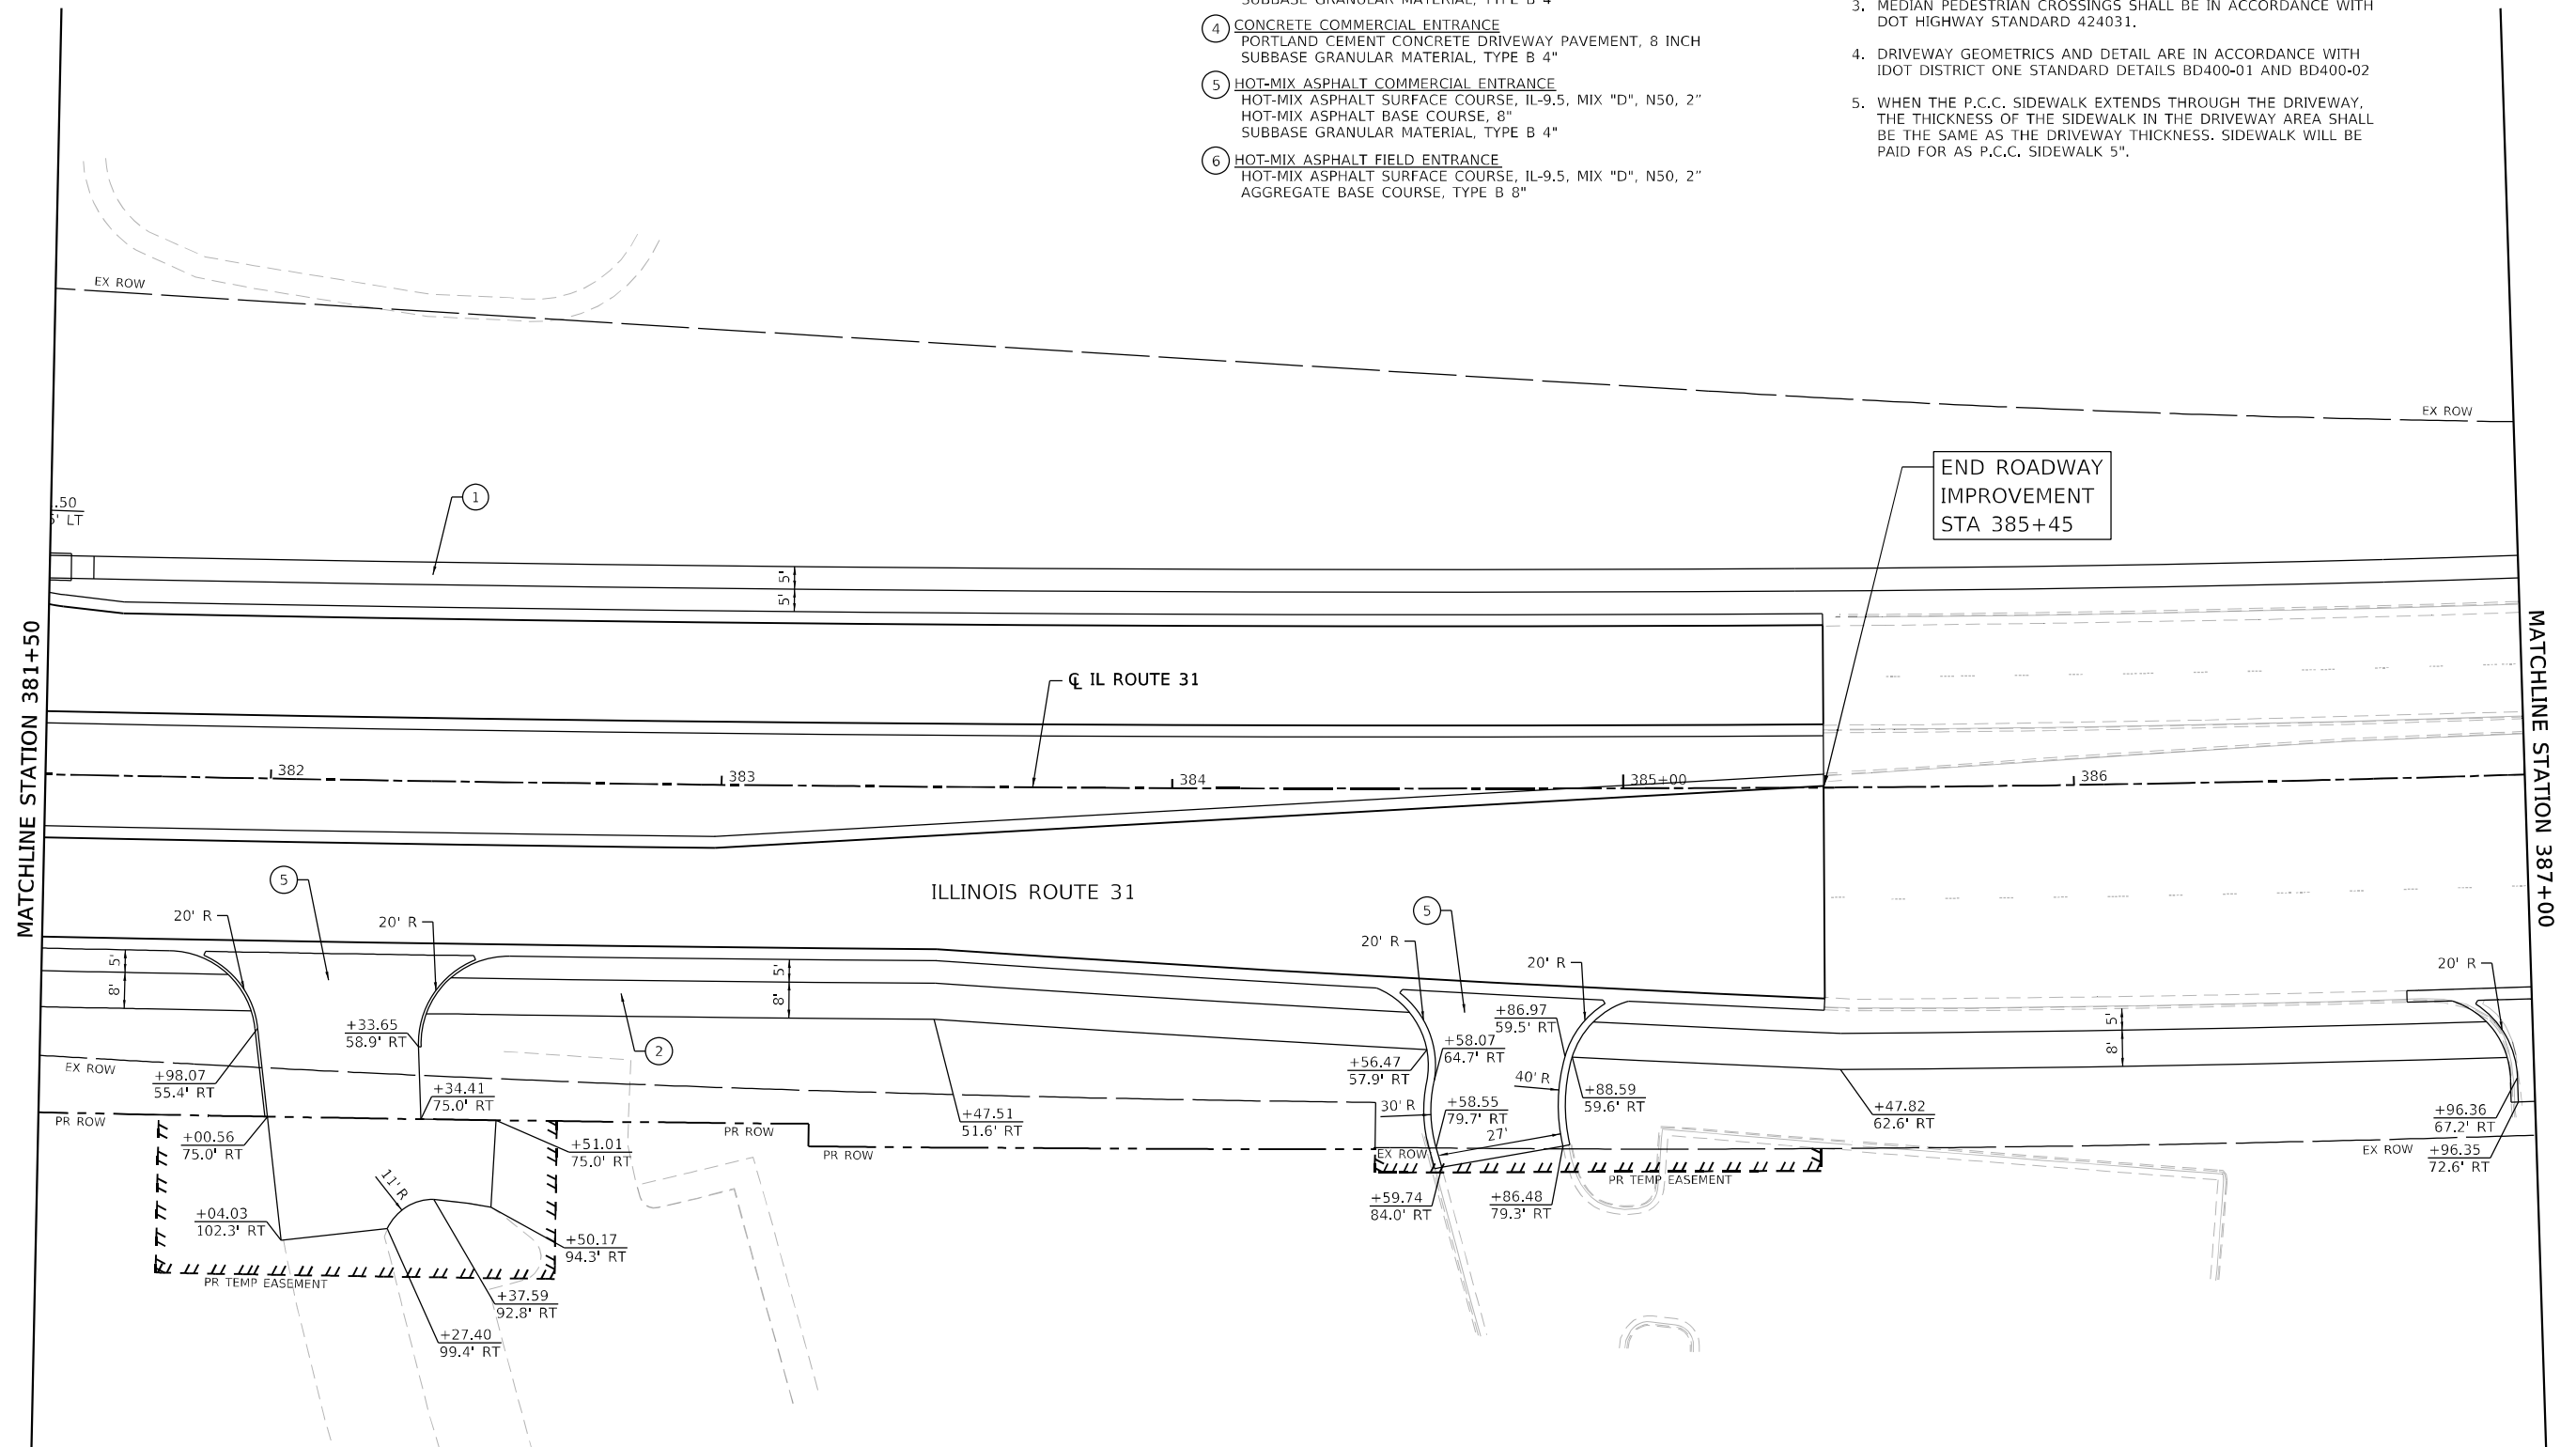 SUBBASE GRANULAR MATERIAL, TYPE B 4"
4 CONCRETE COMMERCIAL ENTRANCE
PORTLAND CEMENT CONCRETE DRIVEWAY PAVEMENT, 8 INCH
SUBBASE GRANULAR MATERIAL, TYPE B 4"
5 HOT-MIX ASPHALT COMMERCIAL ENTRANCE
HOT-MIX ASPHALT SURFACE COURSE, IL-9.5, MIX "D", N50, 2"
HOT-MIX ASPHALT BASE COURSE, 8"
SUBBASE GRANULAR MATERIAL, TYPE B 4"
6 HOT-MIX ASPHALT FIELD ENTRANCE
HOT-MIX ASPHALT SURFACE COURSE, IL-9.5, MIX "D", N50, 2"
AGGREGATE BASE COURSE, TYPE B 8"
3. MEDIAN PEDESTRIAN CROSSINGS SHALL BE IN ACCORDANCE WITH
DOT HIGHWAY STANDARD 424031.
4. DRIVEWAY GEOMETRICS AND DETAIL ARE IN ACCORDANCE WITH
IDOT DISTRICT ONE STANDARD DETAILS BD400-01 AND BD400-02
5. WHEN THE P.C.C. SIDEWALK EXTENDS THROUGH THE DRIVEWAY,
THE THICKNESS OF THE SIDEWALK IN THE DRIVEWAY AREA SHALL
BE THE SAME AS THE DRIVEWAY THICKNESS. SIDEWALK WILL BE
PAID FOR AS P.C.C. SIDEWALK 5".
EX ROW
EX ROW
END ROADWAY
IMPROVEMENT
STA 385+45
1
.50
5' LT
5'
5'
MATCHLINE STATION 381+50
MATCHLINE STATION 387+00
℄ IL ROUTE 31
382
383
384
385+00
386
ILLINOIS ROUTE 31
5
20' R
20' R
5'
8'
5'
8'
5
20' R
20' R
20' R
5'
8'
2
+33.65
58.9' RT
+98.07
55.4' RT
EX ROW
PR ROW
+34.41
75.0' RT
+00.56
75.0' RT
+51.01
75.0' RT
PR ROW
PR ROW
+47.51
51.6' RT
+86.97
59.5' RT
+58.07
64.7' RT
+56.47
57.9' RT
40' R
30' R
+58.55
79.7' RT
+88.59
59.6' RT
27'
EX ROW
PR TEMP EASEMENT
+59.74
84.0' RT
+86.48
79.3' RT
+47.82
62.6' RT
+96.36
67.2' RT
EX ROW
+96.35
72.6' RT
11' R
+04.03
102.3' RT
+50.17
94.3' RT
PR TEMP EASEMENT
+37.59
92.8' RT
+27.40
99.4' RT